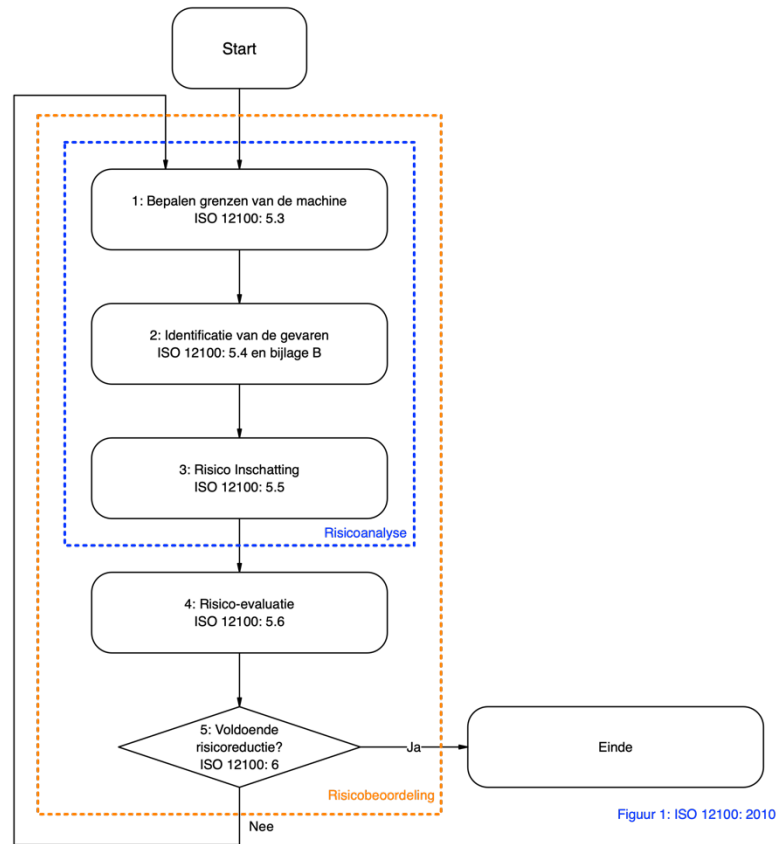 Start
1: Bepalen grenzen van de machine
ISO 12100: 5.3
2: Identificatie van de gevaren
ISO 12100: 5.4 en bijlage B
3: Risico Inschatting
ISO 12100: 5.5
Risicoanalyse
4: Risico-evaluatie
ISO 12100: 5.6
5: Voldoende
risicoreductie?
ISO 12100: 6
Ja
Einde
Risicobeoordeling
Nee
Figuur 1: ISO 12100: 2010